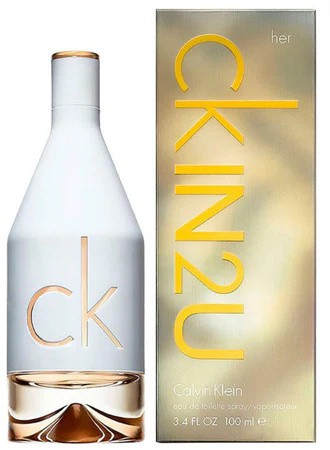 ck
her
CKIN2U
Calvin Klein
eau de toilette spray/vaporisateur
3.4 FL OZ 100 ml e